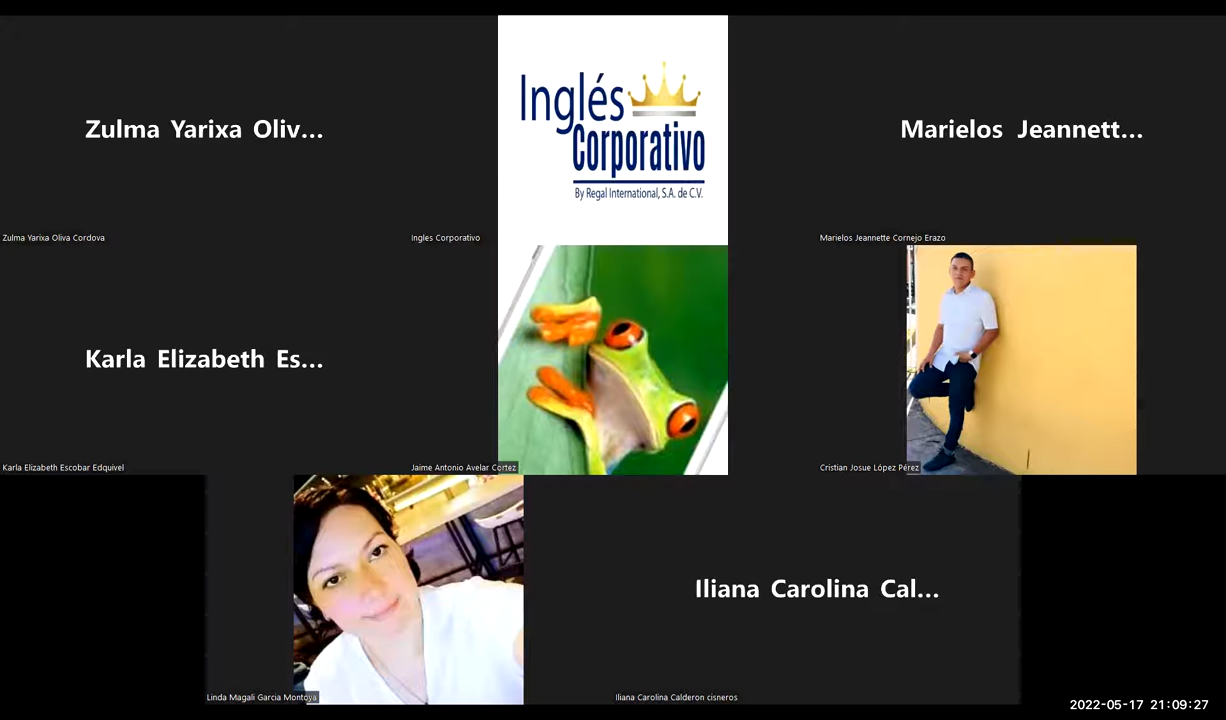 Zulma Yarixa Oliv...
Inglés
Corporativo
By Regal International, S.A. de C.V.
Marielos Jeannett...
Zulma Yarixa Oliva Cordova
Ingles Corporativo
Marielos Jeannette Cornejo Erazo
Karla Elizabeth Es...
Karla Elizabeth Escobar Edquivel
Jaime Antonio Avelar Cortez
Cristian Josue López Pérez
Iliana Carolina Cal...
Linda Magali Garcia Montoya
Iliana Carolina Calderon cisneros
2022-05-17 21:09:27